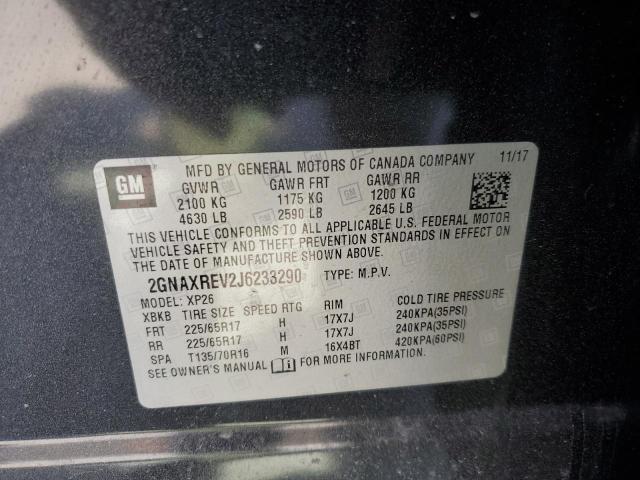 MFD BY GENERAL MOTORS OF CANADA COMPANY 11/17
GM
GVWR GAWR FRT GAWR RR
2100 KG 1175 KG 1200 KG
4630 LB 2590 LB 2645 LB
THIS VEHICLE CONFORMS TO ALL APPLICABLE U.S. FEDERAL MOTOR
VEHICLE SAFETY AND THEFT PREVENTION STANDARDS IN EFFECT ON
THE DATE OF MANUFACTURE SHOWN ABOVE.
2GNAXREV2J6233290 TYPE: M.P.V.
MODEL: XP26
XBKB TIRE SIZE SPEED RTG RIM COLD TIRE PRESSURE
FRT 225/65R17 H 17X7J 240KPA(35PSI)
RR 225/65R17 H 17X7J 240KPA(35PSI)
SPA T135/70R16 M 16X4BT 420KPA(60PSI)
SEE OWNER'S MANUAL i FOR MORE INFORMATION.